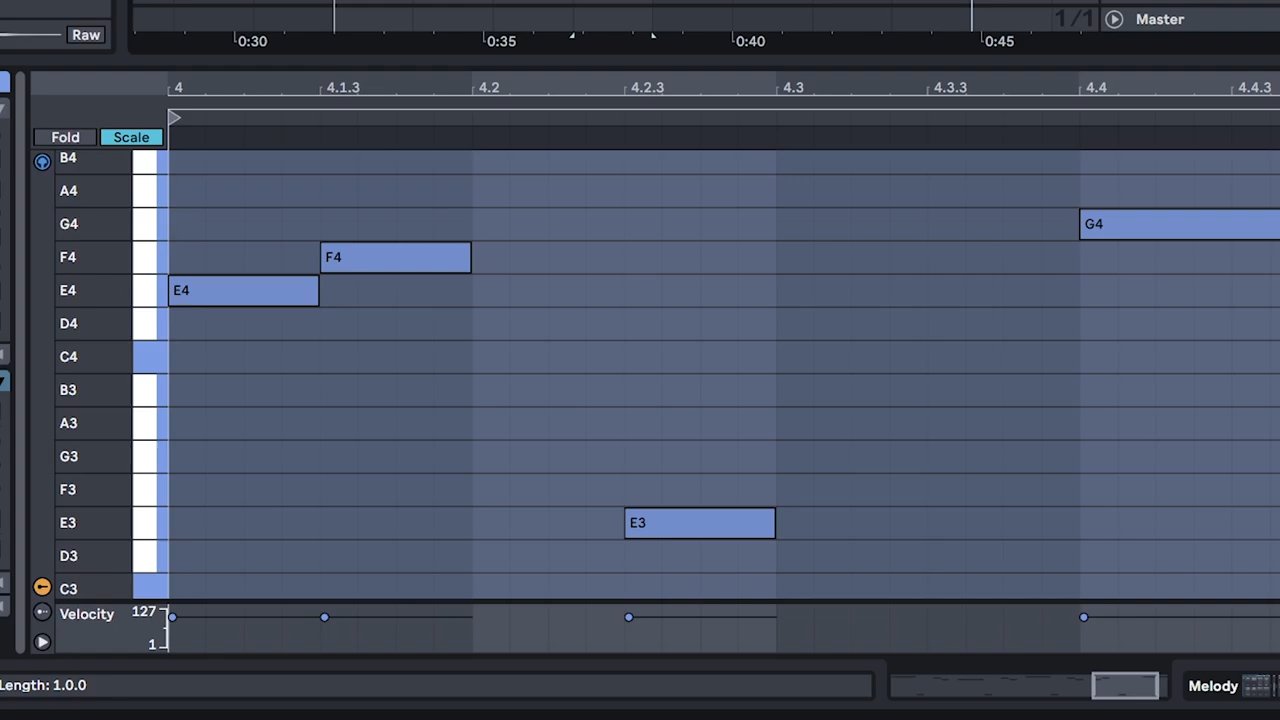 1/1 Master
Raw
0:30 0:35 0:40 0:45
4 4.1.3 4.2 4.2.3 4.3 4.3.3 4.4 4.4.3
Fold Scale
B4
A4
G4 G4
F4 F4
E4 E4
D4
C4
B3
A3
G3
F3
E3 E3
D3
C3
Velocity 127
1
Length: 1.0.0 Melody